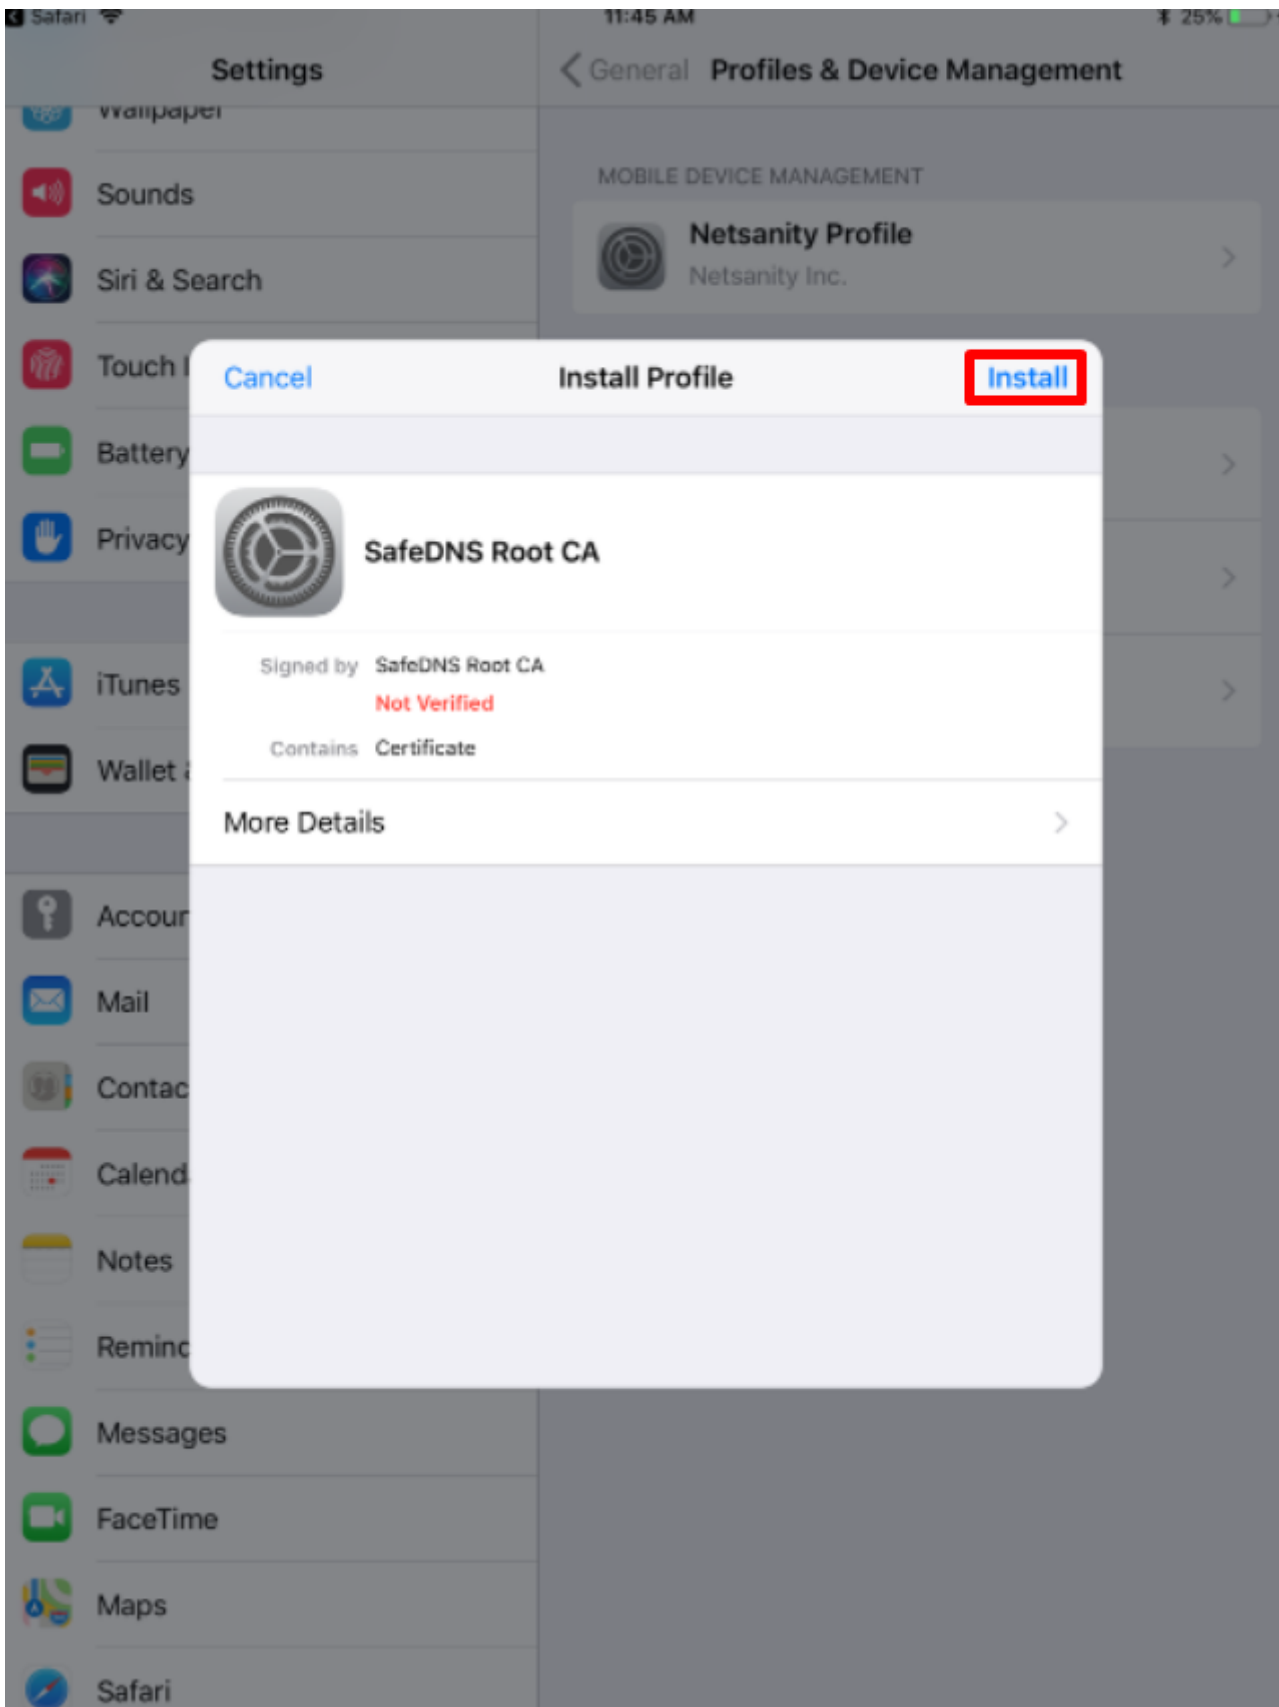 Safari
11:45 AM
25%
Settings
General
Profiles & Device Management
Wallpaper
Sounds
Siri & Search
Touch I
Battery
Privacy
iTunes
Wallet
Accoun
Mail
Contac
Calend
Notes
Remind
Messages
FaceTime
Maps
Safari
MOBILE DEVICE MANAGEMENT
Netsanity Profile
Netsanity Inc.
Cancel
Install Profile
Install
SafeDNS Root CA
Signed by SafeDNS Root CA
Not Verified
Contains Certificate
More Details